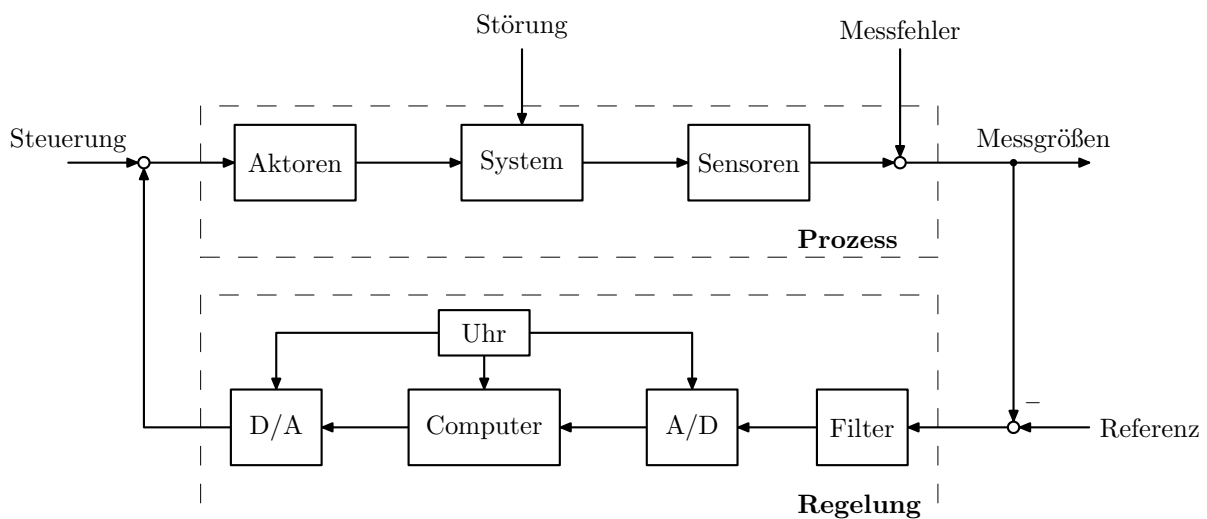 Störung
Messfehler
Steuerung
Messgrößen
Aktoren
System
Sensoren
Prozess
Uhr
D/A
Computer
A/D
Filter
–
Referenz
Regelung